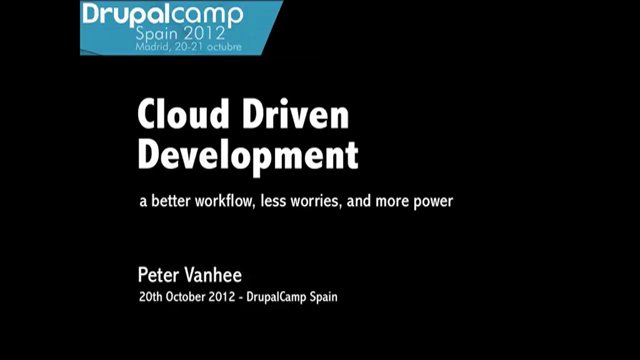 Drupalcamp
Spain 2012
Madrid, 20-21 octubre
Cloud Driven
Development
a better workflow, less worries, and more power
Peter Vanhee
20th October 2012 - DrupalCamp Spain